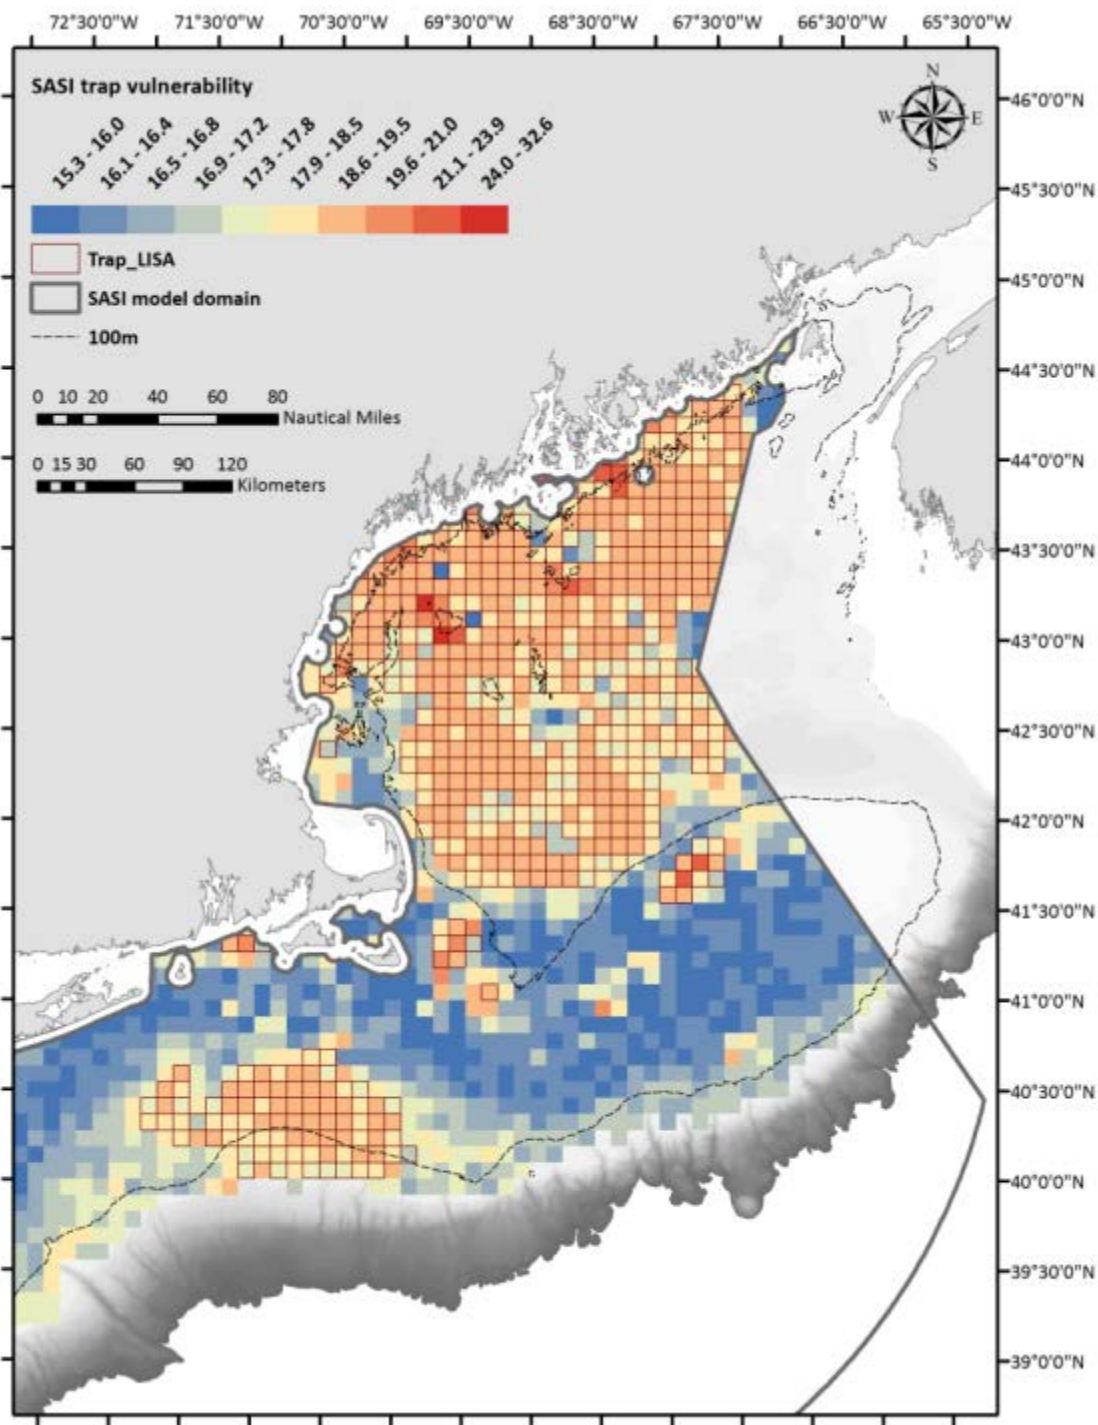 72°30'0"W 71°30'0"W 70°30'0"W 69°30'0"W 68°30'0"W 67°30'0"W 66°30'0"W 65°30'0"W
SASI trap vulnerability
15.3 - 16.0
16.1 - 16.4
16.5 - 16.8
16.9 - 17.2
17.3 - 17.8
17.9 - 18.5
18.6 - 19.5
19.6 - 21.0
21.1 - 23.9
24.0 - 32.6
Trap_LISA
SASI model domain
100m
0 10 20 40 60 80
Nautical Miles
0 15 30 60 90 120
Kilometers
N
W E
S
46°0'0"N
45°30'0"N
45°0'0"N
44°30'0"N
44°0'0"N
43°30'0"N
43°0'0"N
42°30'0"N
42°0'0"N
41°30'0"N
41°0'0"N
40°30'0"N
40°0'0"N
39°30'0"N
39°0'0"N